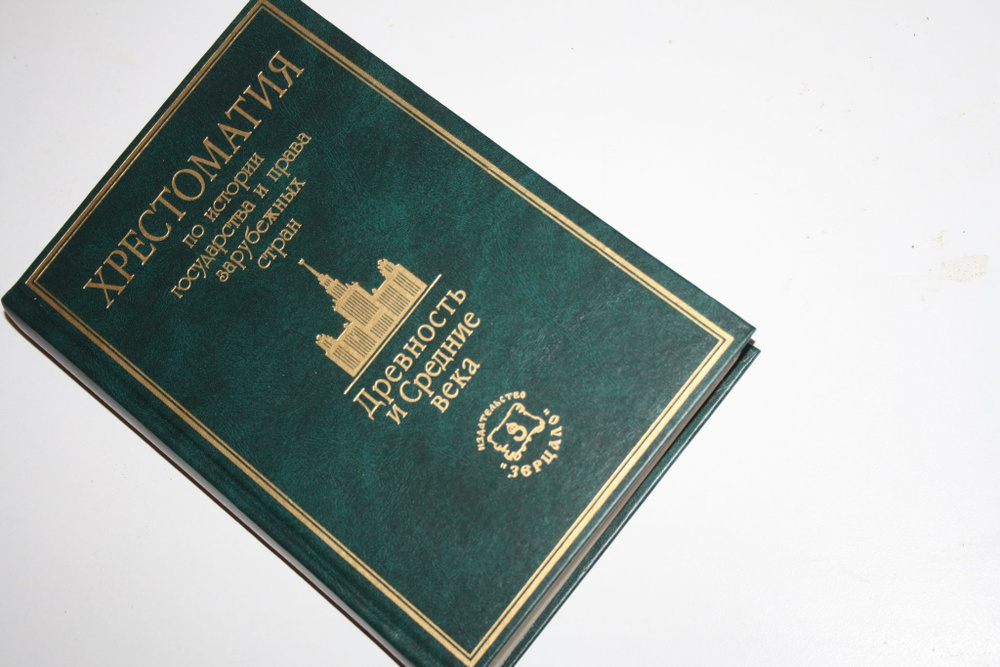 ХРЕСТОМАТИЯ
по истории
государства и права
зарубежных
стран
Древность
и Средние
века
ИЗДАТЕЛЬСТВО
"ЗЕРЦАЛО"